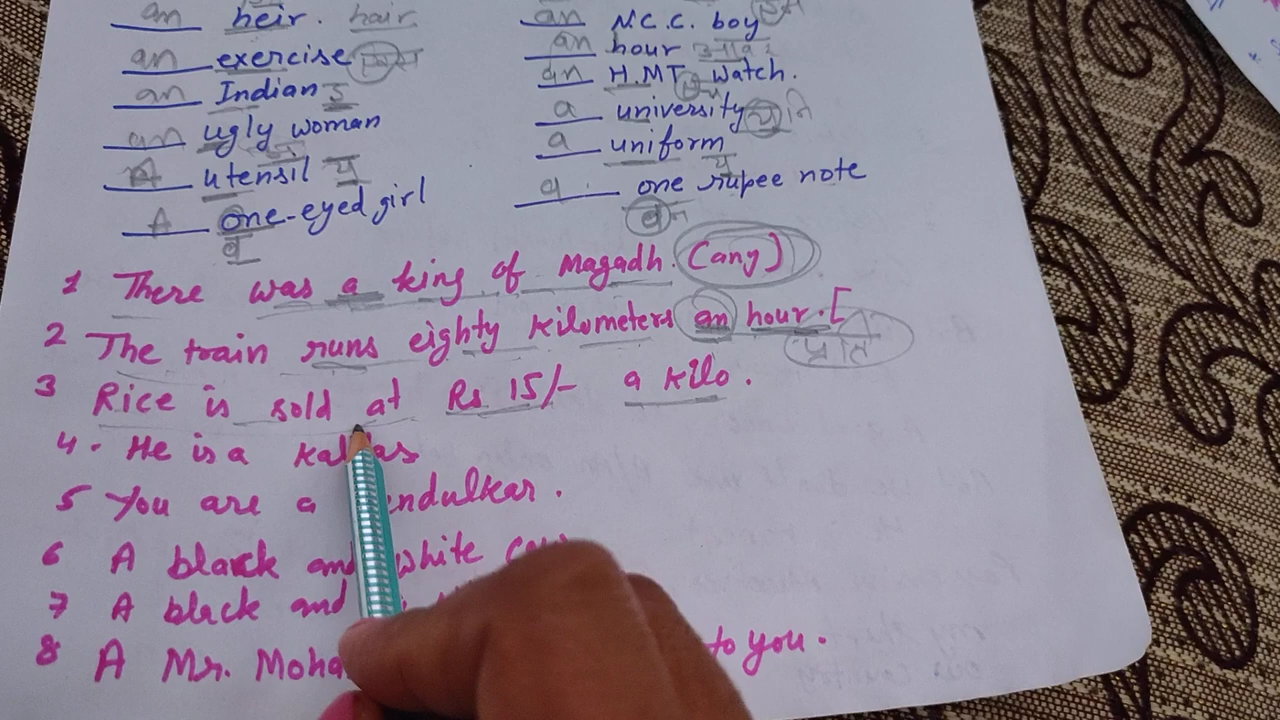 an heir. hair
an exercise
an Indian इ
an ugly woman
A utensil य
A one-eyed girl
व
an N.C.C. boy
an hour
an H.M.T. watch.
a university यूनि
a uniform
यू
a one rupee note
वन
1 There was a king of Magadh. (any)
2 The train runs eighty kilometers an hour. [
प्रति
3 Rice is sold at Rs 15/- a kilo.
4. He is a
5 You are a
6 A black and white
7 A black and
8 A Mr. to you.